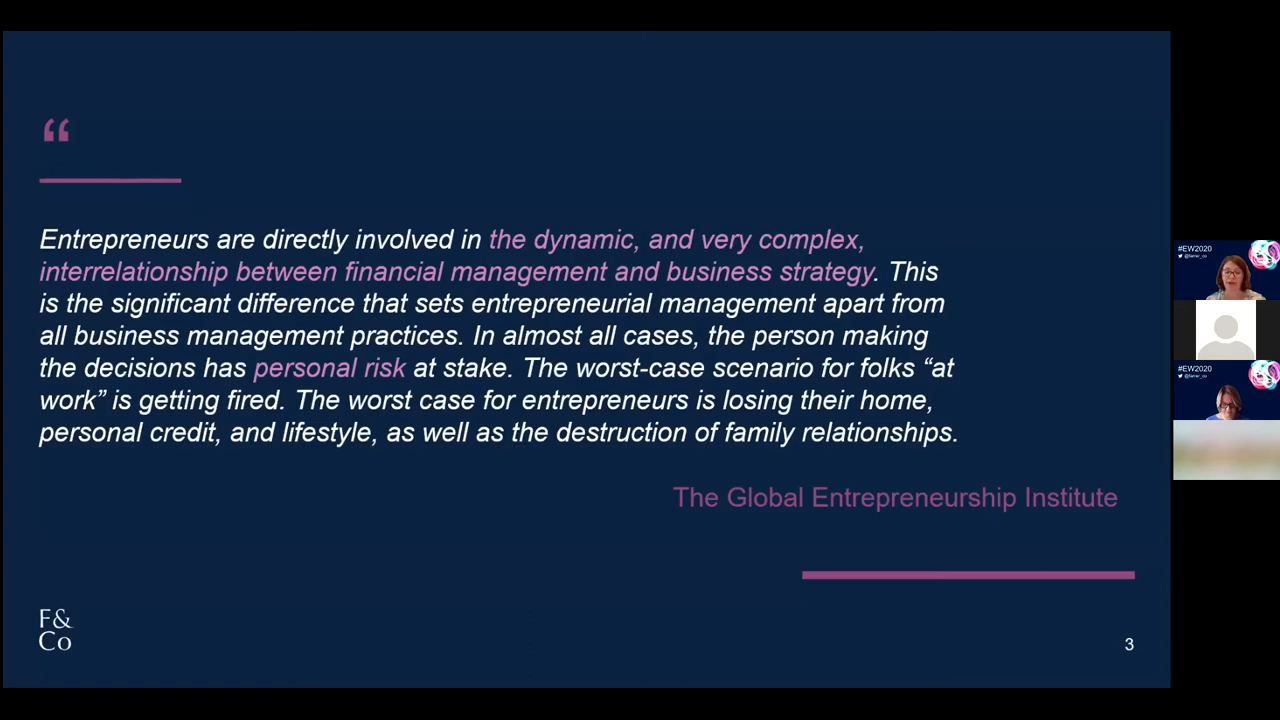 “
Entrepreneurs are directly involved in the dynamic, and very complex,
interrelationship between financial management and business strategy. This
is the significant difference that sets entrepreneurial management apart from
all business management practices. In almost all cases, the person making
the decisions has personal risk at stake. The worst-case scenario for folks “at
work” is getting fired. The worst case for entrepreneurs is losing their home,
personal credit, and lifestyle, as well as the destruction of family relationships.
The Global Entrepreneurship Institute
F&
Co
3
#EW2020
@farrer_co
#EW2020
@farrer_co